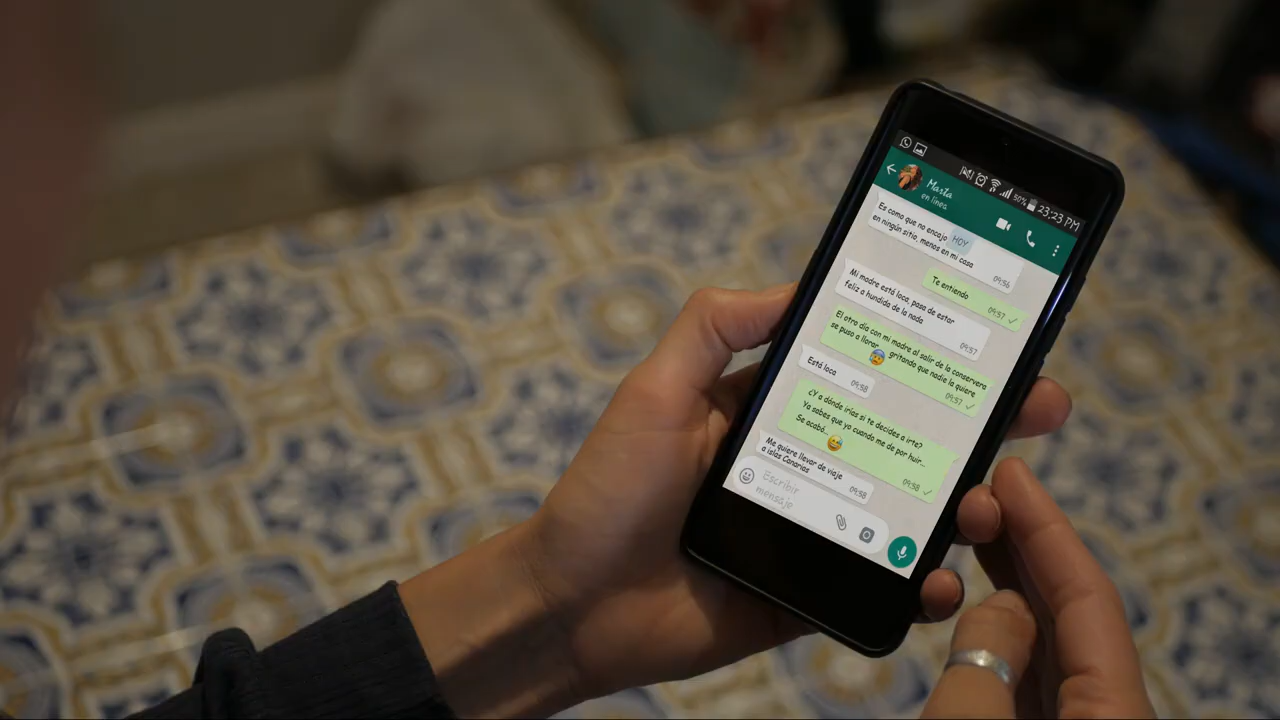 50% 23:23 PM
Marta
en línea
HOY
Es como que no encajo
en ningún sitio, menos en mi casa
09:56
Te entiendo
09:57
Mi madre está loca, pasa de estar
feliz a hundida de la nada
09:57
El otro día con mi madre al salir de la conservera
se puso a llorar gritando que nadie la quiere
09:57
Está loca
09:58
¿Y a dónde irías si te decides a irte?
Ya sabes que yo cuando me da por huir...
Se acabó...
09:58
Me quiere llevar de viaje
a islas Canarias
09:58
Escribir
mensaje